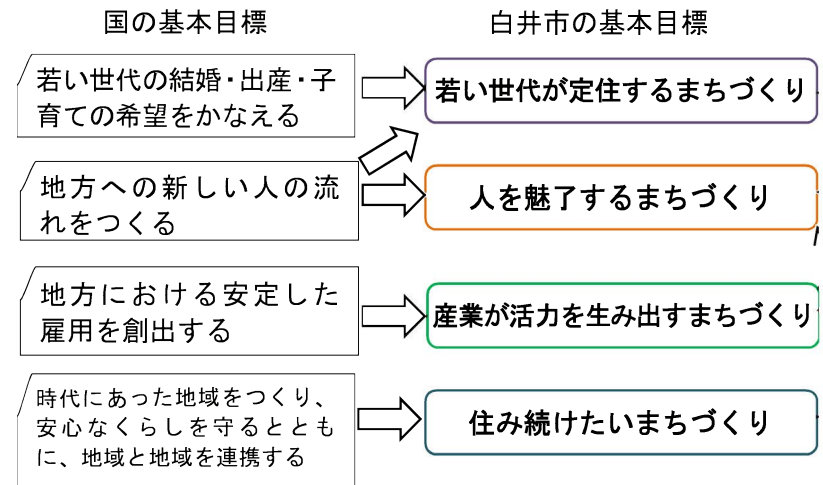 国の基本目標
白井市の基本目標
若い世代の結婚・出産・子
育ての希望をかなえる
若い世代が定住するまちづくり
地方への新しい人の流
れをつくる
人を魅了するまちづくり
地方における安定した
雇用を創出する
産業が活力を生み出すまちづくり
時代にあった地域をつくり、
安心なくらしを守るととも
に、地域と地域を連携する
住み続けたいまちづくり